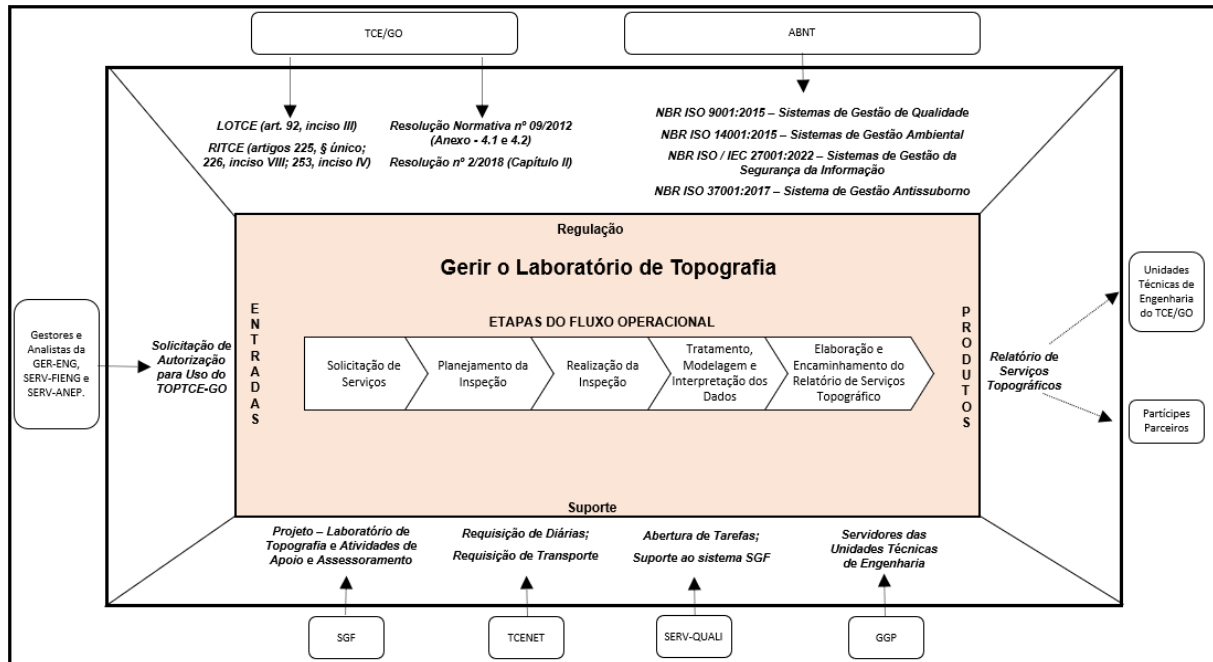 TCE/GO
ABNT
LOTCE (art. 92, inciso III)
RITCE (artigos 225, § único;
226, inciso VIII; 253, inciso IV)
Resolução Normativa nº 09/2012
(Anexo - 4.1 e 4.2)
Resolução nº 2/2018 (Capítulo II)
NBR ISO 9001:2015 – Sistemas de Gestão de Qualidade
NBR ISO 14001:2015 – Sistemas de Gestão Ambiental
NBR ISO / IEC 27001:2022 – Sistemas de Gestão da
Segurança da Informação
NBR ISO 37001:2017 – Sistema de Gestão Antissuborno
Regulação
Gerir o Laboratório de Topografia
Gestores e
Analistas da
GER-ENG,
SERV-FIENG e
SERV-ANEP.
Solicitação de
Autorização
para Uso do
TOPTCE-GO
ENTRADAS
ETAPAS DO FLUXO OPERACIONAL
Solicitação de
Serviços
Planejamento da
Inspeção
Realização da
Inspeção
Tratamento,
Modelagem e
Interpretação dos
Dados
Elaboração e
Encaminhamento do
Relatório de Serviços
Topográfico
PRODUTOS
Relatório de
Serviços
Topográficos
Unidades
Técnicas de
Engenharia
do TCE/GO
Partícipes
Parceiros
Suporte
Projeto – Laboratório de
Topografia e Atividades de
Apoio e Assessoramento
Requisição de Diárias;
Requisição de Transporte
Abertura de Tarefas;
Suporte ao sistema SGF
Servidores das
Unidades Técnicas
de Engenharia
SGF
TCENET
SERV-QUALI
GGP